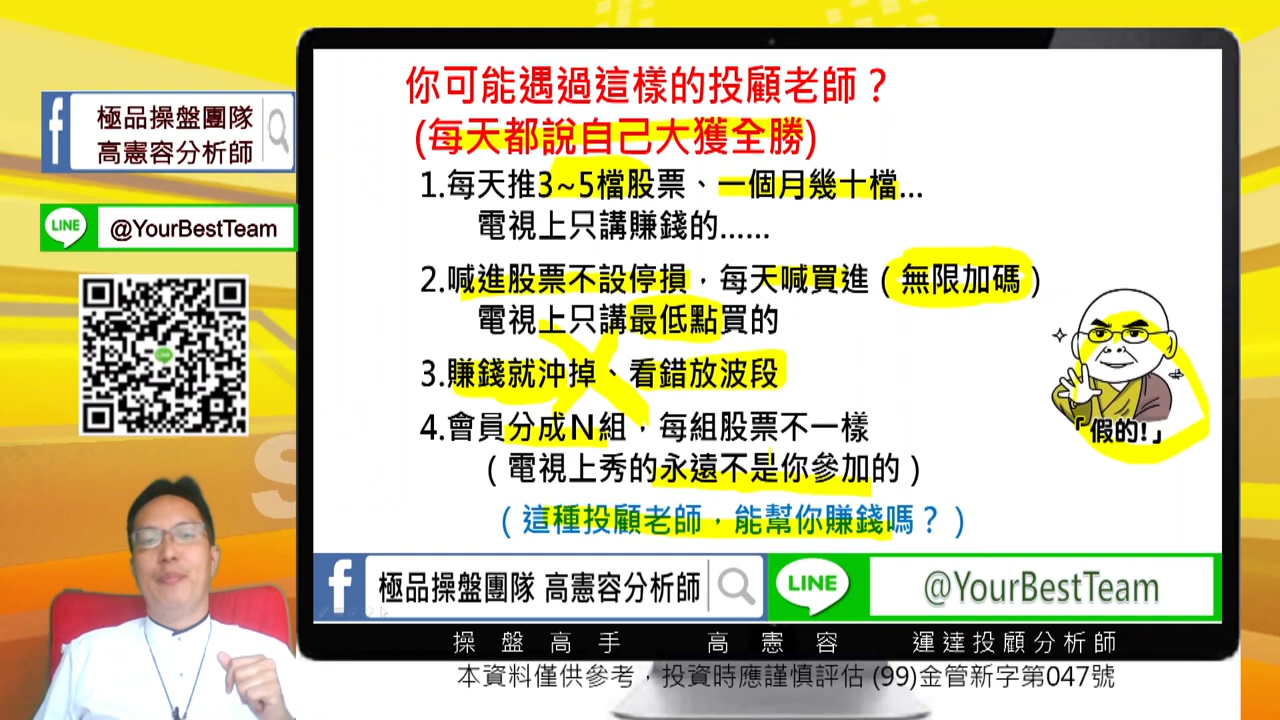 極品操盤團隊
高憲容分析師
LINE
@YourBestTeam
你可能遇過這樣的投顧老師？
(每天都說自己大獲全勝)
1.每天推3~5檔股票、一個月幾十檔...
電視上只講賺錢的......
2.喊進股票不設停損，每天喊買進（無限加碼）
電視上只講最低點買的
3.賺錢就沖掉、看錯放波段
4.會員分成N組，每組股票不一樣
（電視上秀的永遠不是你參加的）
（這種投顧老師，能幫你賺錢嗎？）
「假的!」
極品操盤團隊 高憲容分析師
LINE
@YourBestTeam
操盤高手 高憲容 運達投顧分析師
本資料僅供參考，投資時應謹慎評估 (99)金管新字第047號